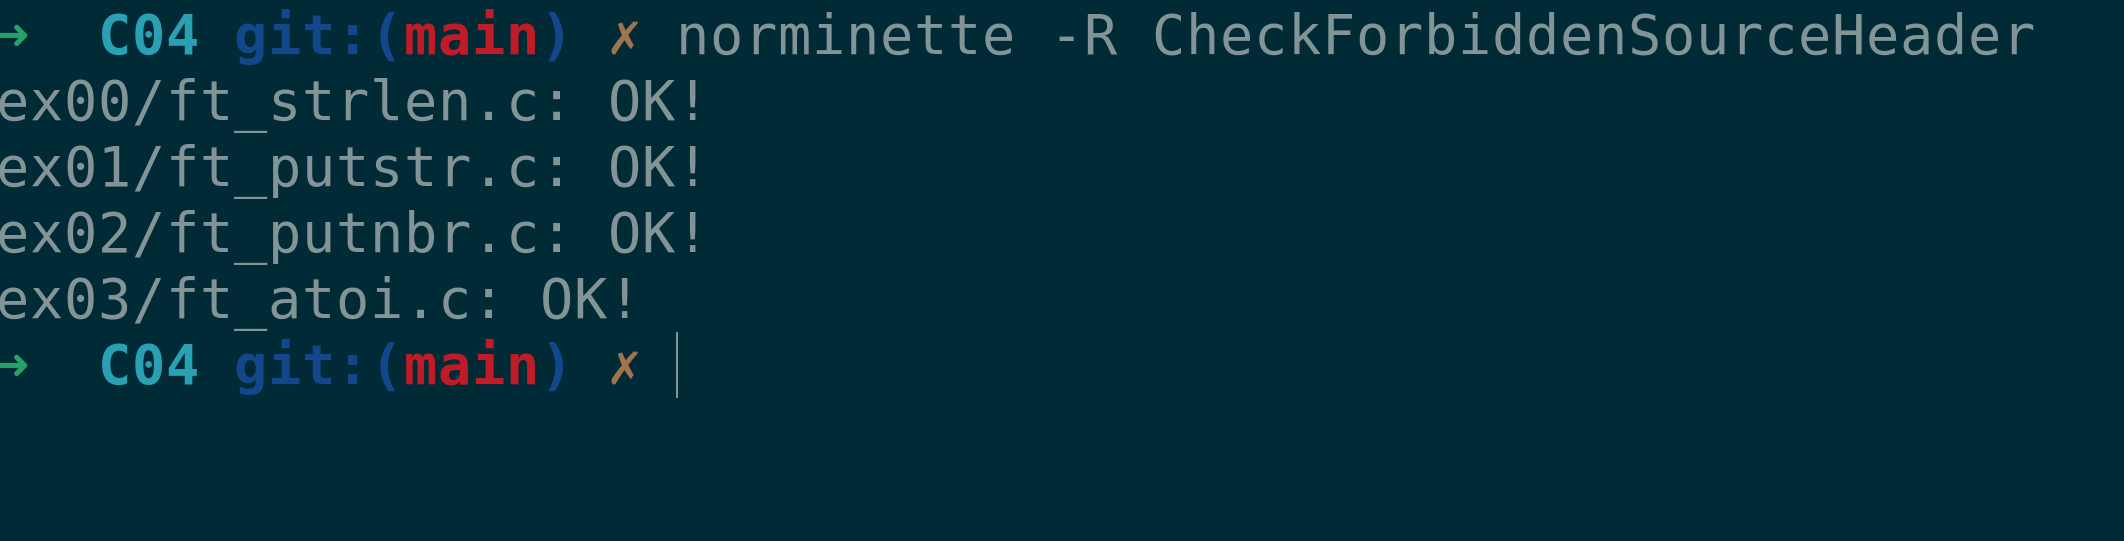 → C04 git:(main) ✗ norminette -R CheckForbiddenSourceHeader
ex00/ft_strlen.c: OK!
ex01/ft_putstr.c: OK!
ex02/ft_putnbr.c: OK!
ex03/ft_atoi.c: OK!
→ C04 git:(main) ✗